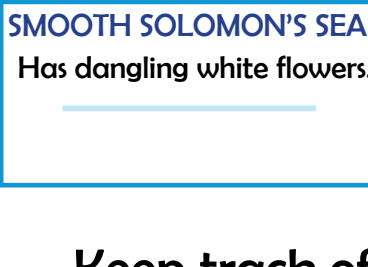 SMOOTH SOLOMON'S SEA
Has dangling white flowers.
Keep track of